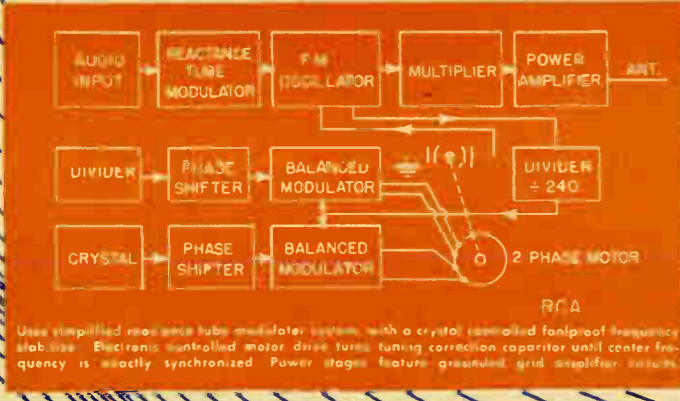 AUDIO INPUT
REACTANCE TUBE MODULATOR
F.M. OSCILLATOR
MULTIPLIER
POWER AMPLIFIER
ANT.
DIVIDER
PHASE SHIFTER
BALANCED MODULATOR
DIVIDER ÷ 240
CRYSTAL
PHASE SHIFTER
BALANCED MODULATOR
2 PHASE MOTOR
RCA
Uses simplified reactance tube modulator system, with a crystal controlled foolproof frequency
stabilizer. Electronic controlled motor drive turns tuning correction capacitor until center fre-
quency is exactly synchronized. Power stages feature grounded grid amplifier circuits.